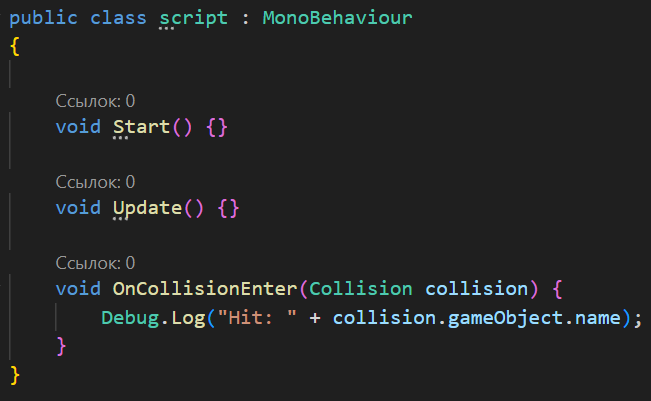 public class script : MonoBehaviour
{
Ссылок: 0
void Start() {}
Ссылок: 0
void Update() {}
Ссылок: 0
void OnCollisionEnter(Collision collision) {
Debug.Log("Hit: " + collision.gameObject.name);
}
}